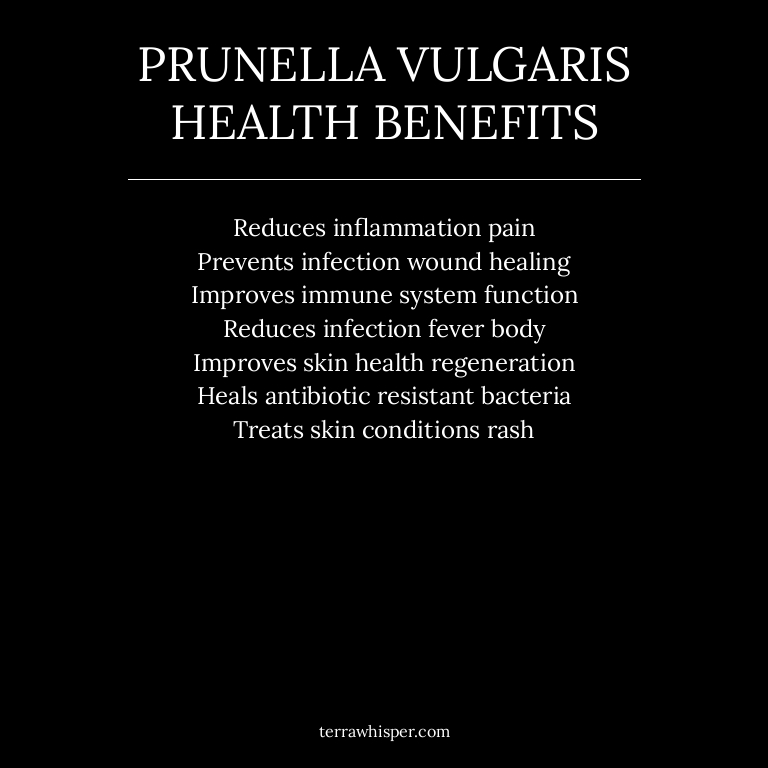 PRUNELLA VULGARIS
HEALTH BENEFITS
Reduces inflammation pain
Prevents infection wound healing
Improves immune system function
Reduces infection fever body
Improves skin health regeneration
Heals antibiotic resistant bacteria
Treats skin conditions rash
terrawhisper.com